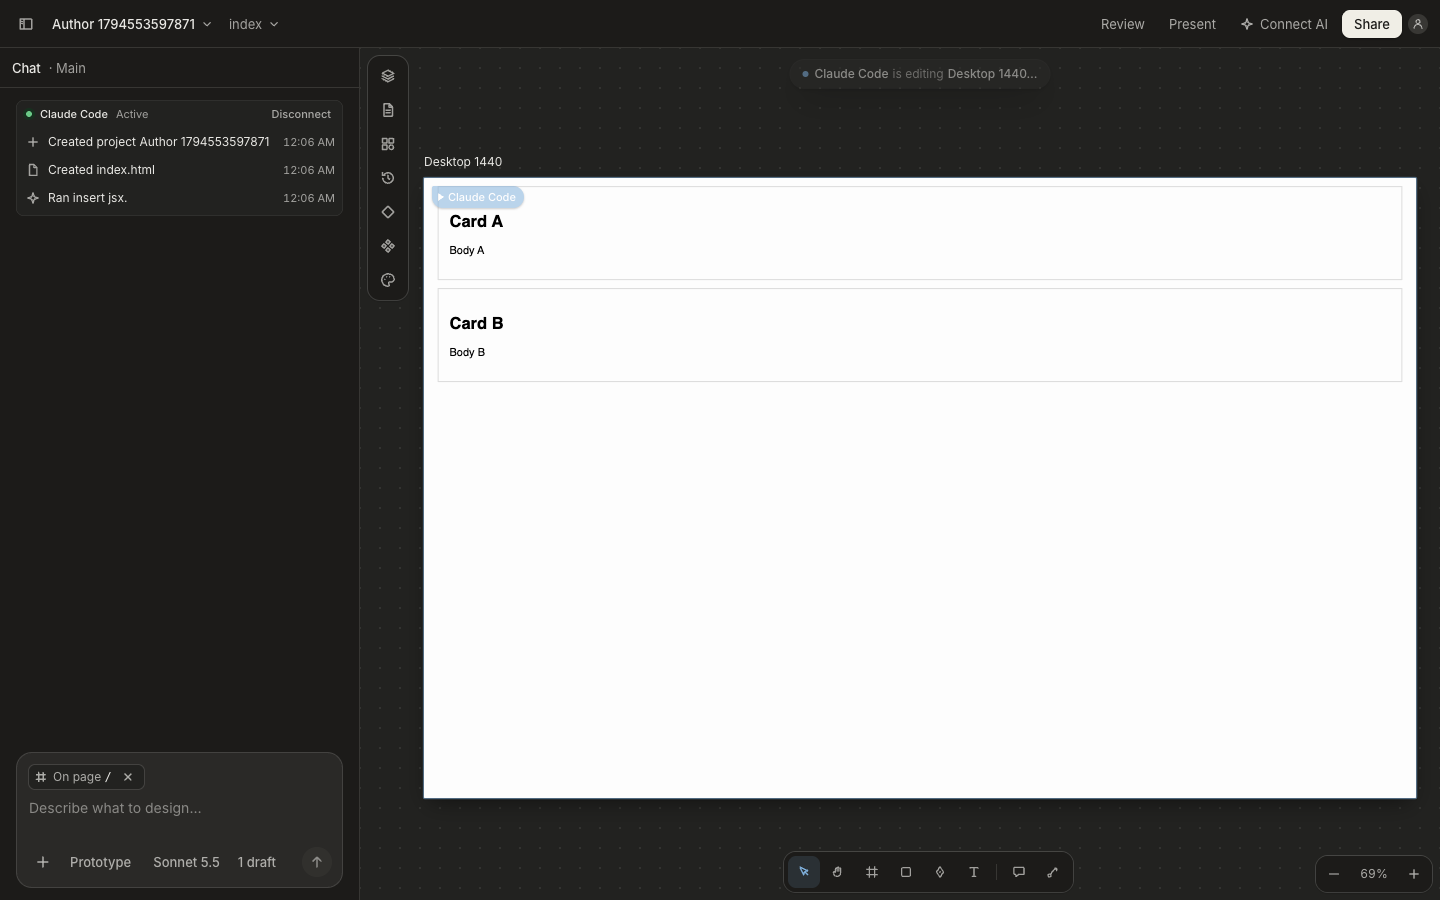 Author 1794553597871
index
Review
Present
Connect AI
Share
Chat · Main
Claude Code Active Disconnect
Created project Author 1794553597871 12:06 AM
Created index.html 12:06 AM
Ran insert jsx. 12:06 AM
Claude Code is editing Desktop 1440...
Desktop 1440
Claude Code
Card A
Body A
Card B
Body B
On page /
Describe what to design...
Prototype Sonnet 5.5 1 draft
69%